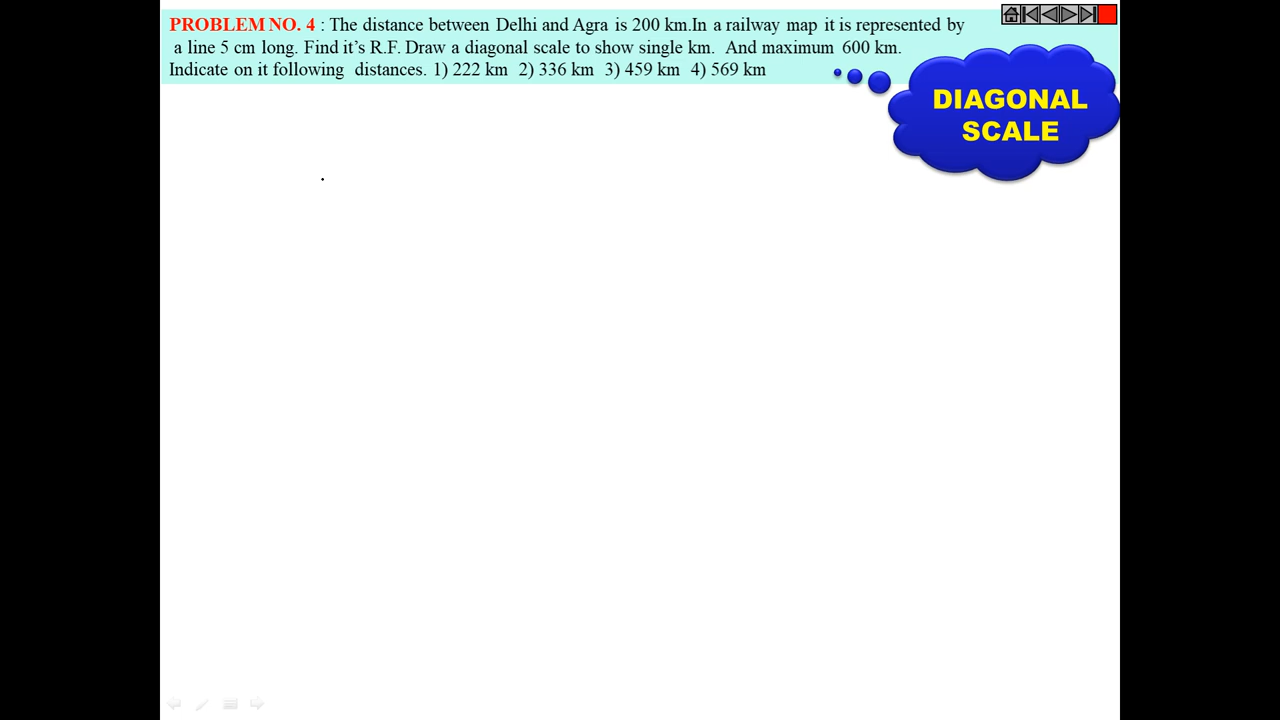 PROBLEM NO. 4 : The distance between Delhi and Agra is 200 km.In a railway map it is represented by
a line 5 cm long. Find it’s R.F. Draw a diagonal scale to show single km. And maximum 600 km.
Indicate on it following distances. 1) 222 km 2) 336 km 3) 459 km 4) 569 km
DIAGONAL
SCALE